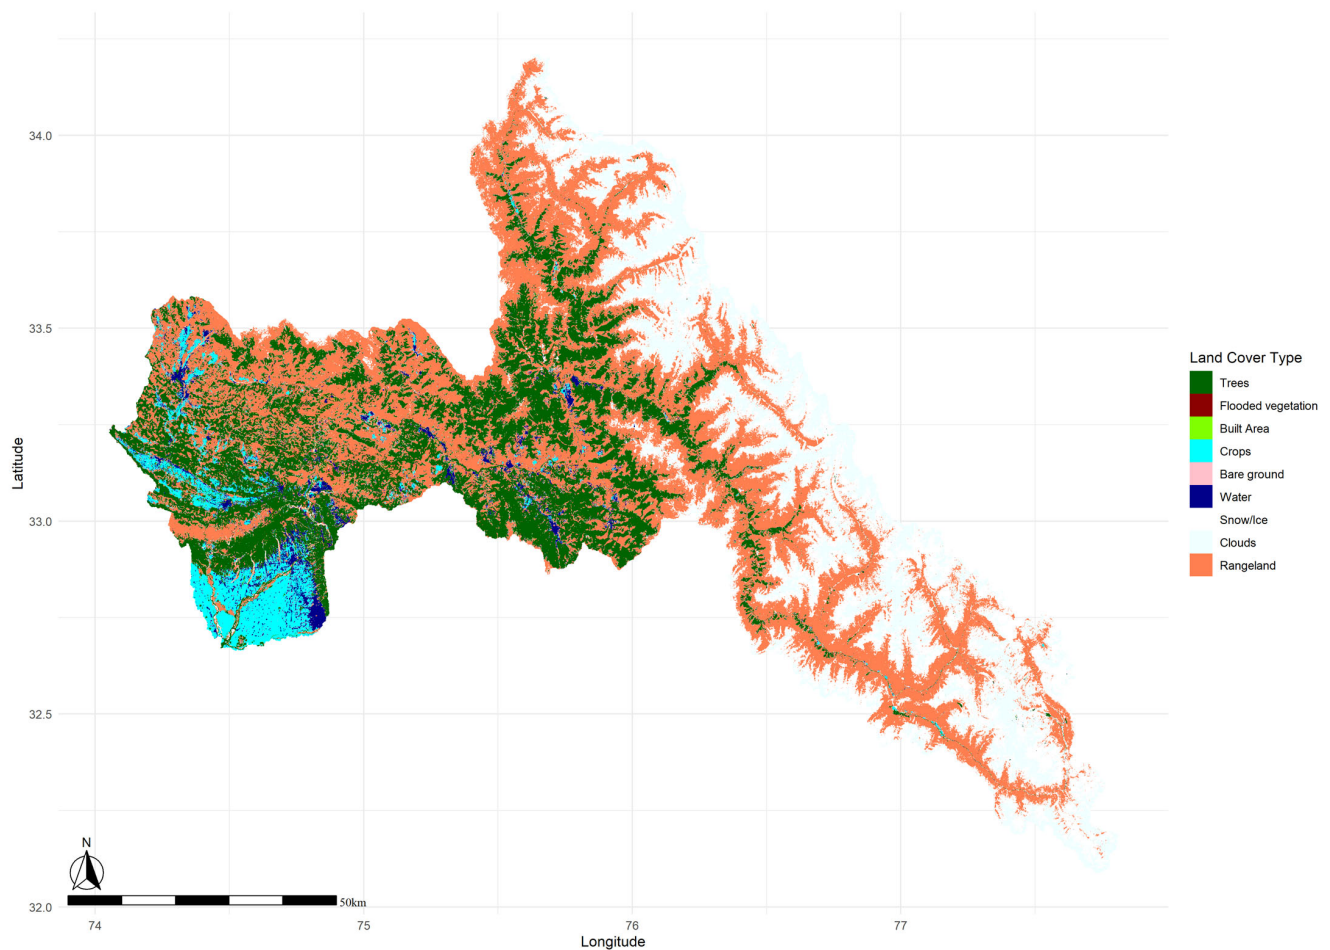 34.0
33.5
33.0
32.5
32.0
Latitude
74
75
76
77
Longitude
N
50km
Land Cover Type
Trees
Flooded vegetation
Built Area
Crops
Bare ground
Water
Snow/Ice
Clouds
Rangeland